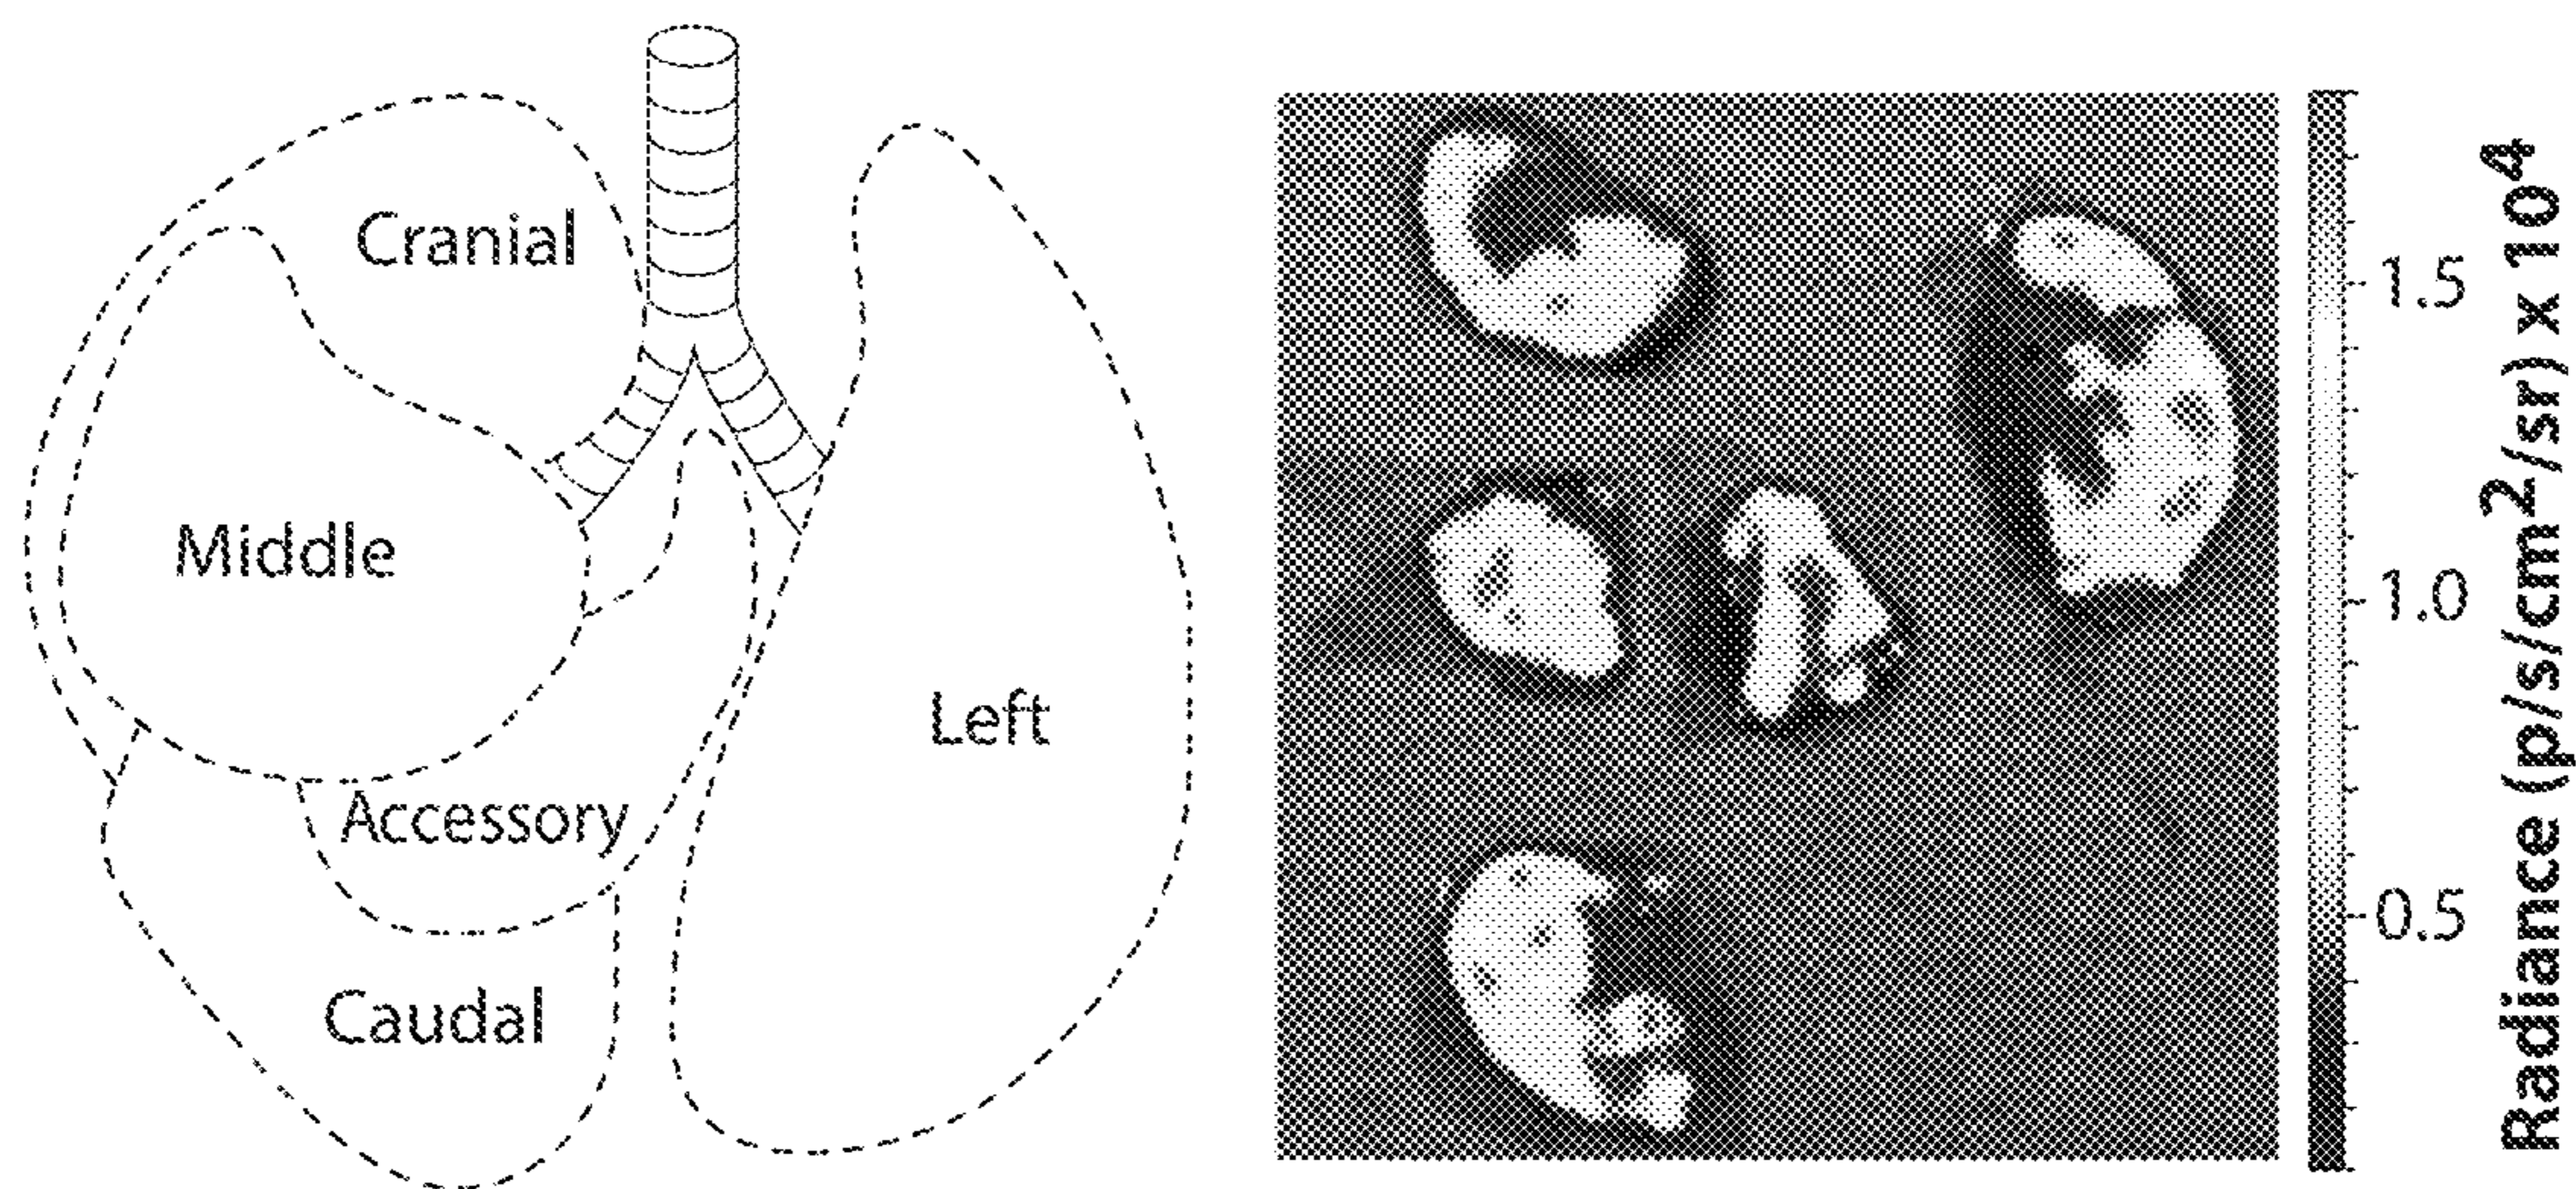 Cranial
Middle
Accessory
Caudal
Left
1.5
1.0
0.5
Radiance (p/s/cm²/sr) x 10⁴